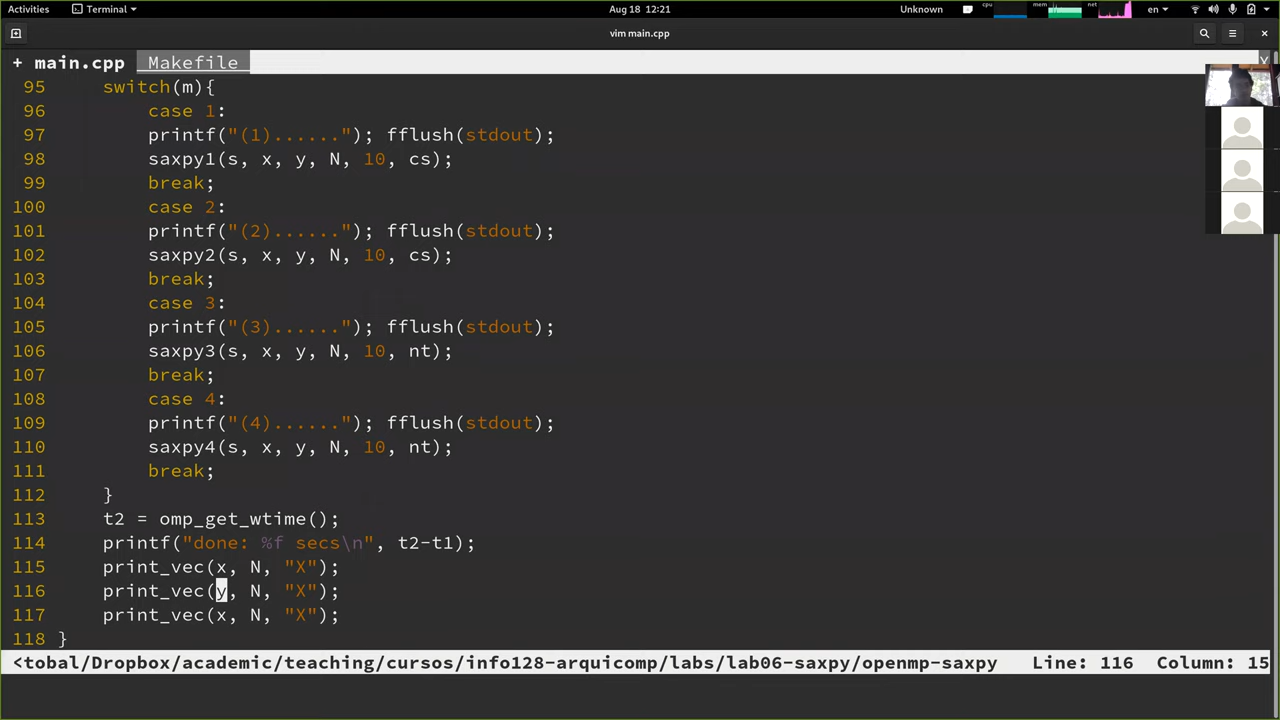 Activities Terminal Aug 18 12:21 Unknown cpu mem net en
vim main.cpp
+ main.cpp Makefile
95 switch(m){
96 case 1:
97 printf("(1)......"); fflush(stdout);
98 saxpy1(s, x, y, N, 10, cs);
99 break;
100 case 2:
101 printf("(2)......"); fflush(stdout);
102 saxpy2(s, x, y, N, 10, cs);
103 break;
104 case 3:
105 printf("(3)......"); fflush(stdout);
106 saxpy3(s, x, y, N, 10, nt);
107 break;
108 case 4:
109 printf("(4)......"); fflush(stdout);
110 saxpy4(s, x, y, N, 10, nt);
111 break;
112 }
113 t2 = omp_get_wtime();
114 printf("done: %f secs\n", t2-t1);
115 print_vec(x, N, "X");
116 print_vec(y, N, "X");
117 print_vec(x, N, "X");
118 }
<tobal/Dropbox/academic/teaching/cursos/info128-arquicomp/labs/lab06-saxpy/openmp-saxpy Line: 116 Column: 15